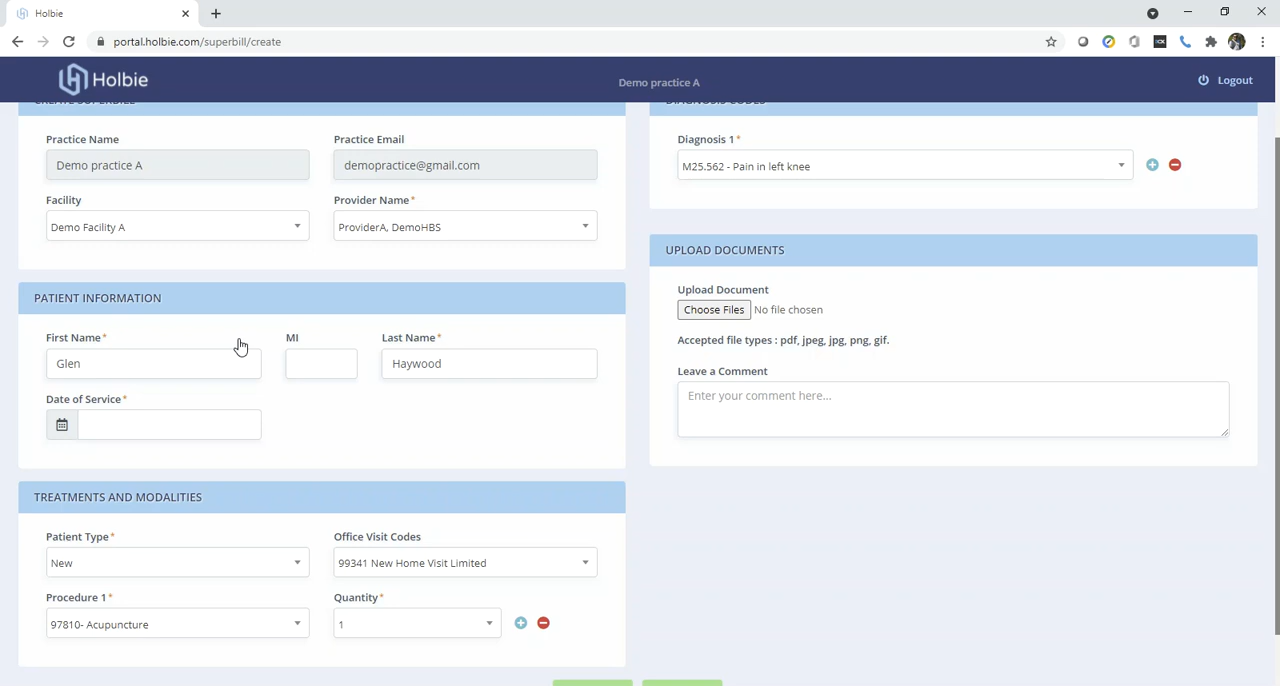 Holbie
portal.holbie.com/superbill/create
Holbie
Demo practice A
Logout
CREATE SUPERBILL
Practice Name
Practice Email
Demo practice A
demopractice@gmail.com
Facility
Provider Name*
Demo Facility A
ProviderA, DemoHBS
PATIENT INFORMATION
First Name*
MI
Last Name*
Glen
Haywood
Date of Service*
TREATMENTS AND MODALITIES
Patient Type*
Office Visit Codes
New
99341 New Home Visit Limited
Procedure 1*
Quantity*
97810- Acupuncture
1
DIAGNOSIS CODES
Diagnosis 1*
M25.562 - Pain in left knee
UPLOAD DOCUMENTS
Upload Document
Choose Files No file chosen
Accepted file types : pdf, jpeg, jpg, png, gif.
Leave a Comment
Enter your comment here...